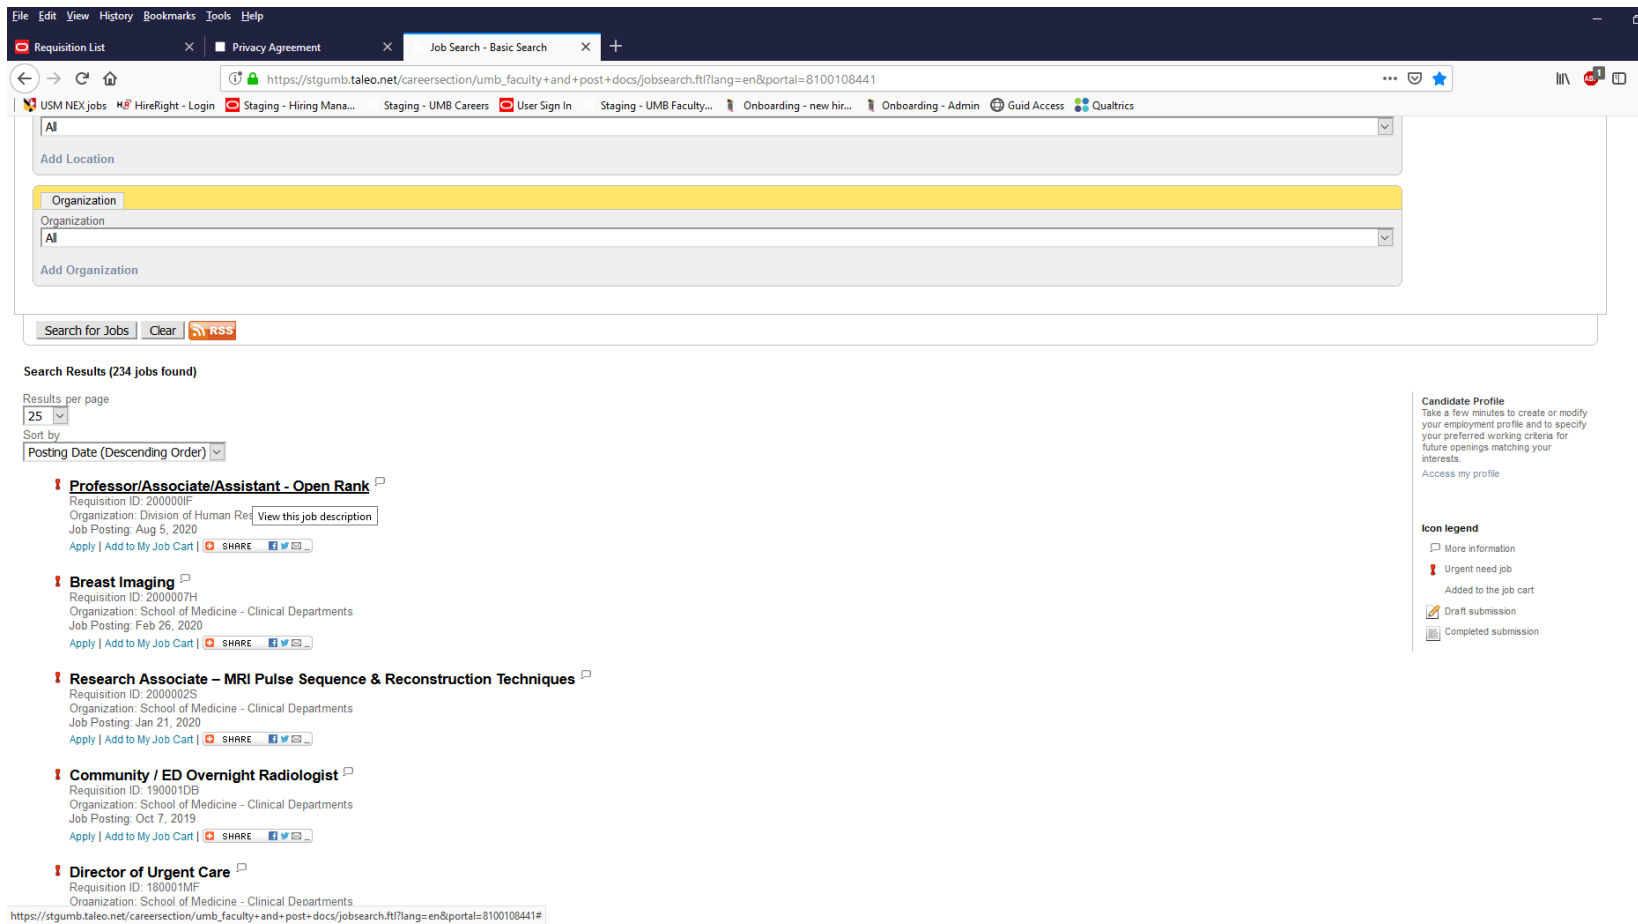 File Edit View History Bookmarks Tools Help
Requisition List
Privacy Agreement
Job Search - Basic Search
https://stgumb.taleo.net/careersection/umb_faculty+and+post+docs/jobsearch.ftl?lang=en&portal=8100108441
USM NEX jobs HireRight - Login Staging - Hiring Mana... Staging - UMB Careers User Sign In Staging - UMB Faculty... Onboarding - new hir... Onboarding - Admin Guid Access Qualtrics
All
Add Location
Organization
Organization
All
Add Organization
Search for Jobs Clear RSS
Search Results (234 jobs found)
Results per page
25
Sort by
Posting Date (Descending Order)
Professor/Associate/Assistant - Open Rank
Requisition ID: 200000IF
Organization: Division of Human Res
View this job description
Job Posting: Aug 5, 2020
Apply | Add to My Job Cart | SHARE
Breast Imaging
Requisition ID: 2000007H
Organization: School of Medicine - Clinical Departments
Job Posting: Feb 26, 2020
Apply | Add to My Job Cart | SHARE
Research Associate – MRI Pulse Sequence & Reconstruction Techniques
Requisition ID: 2000002S
Organization: School of Medicine - Clinical Departments
Job Posting: Jan 21, 2020
Apply | Add to My Job Cart | SHARE
Community / ED Overnight Radiologist
Requisition ID: 190001DB
Organization: School of Medicine - Clinical Departments
Job Posting: Oct 7, 2019
Apply | Add to My Job Cart | SHARE
Director of Urgent Care
Requisition ID: 180001MF
Organization: School of Medicine - Clinical Departments
Candidate Profile
Take a few minutes to create or modify
your employment profile and to specify
your preferred working criteria for
future openings matching your
interests.
Access my profile
Icon legend
More information
Urgent need job
Added to the job cart
Draft submission
Completed submission
https://stgumb.taleo.net/careersection/umb_faculty+and+post+docs/jobsearch.ftl?lang=en&portal=8100108441#